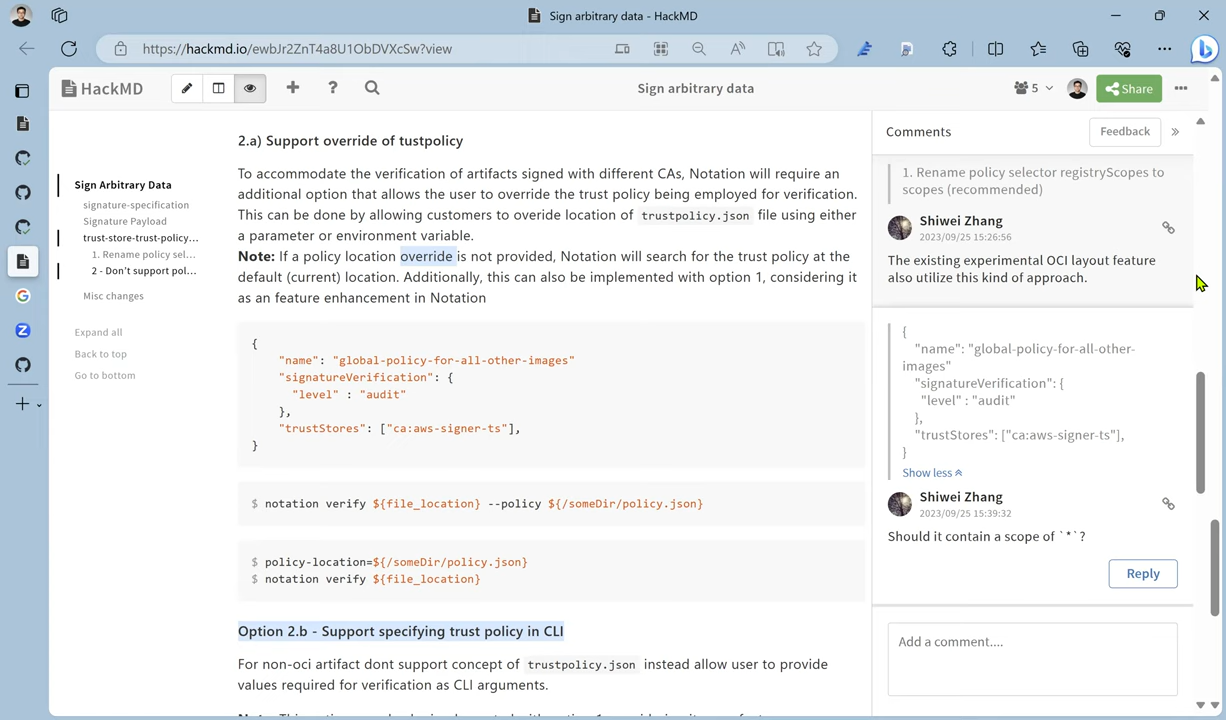 Sign arbitrary data - HackMD
https://hackmd.io/ewbJr2ZnT4a8U1ObDVXcSw?view
HackMD
Sign arbitrary data
5
Share
Sign Arbitrary Data
signature-specification
Signature Payload
trust-store-trust-policy...
1. Rename policy sel...
2 - Don't support pol...
Misc changes
Expand all
Back to top
Go to bottom
2.a) Support override of tustpolicy
To accommodate the verification of artifacts signed with different CAs, Notation will require an
additional option that allows the user to override the trust policy being employed for verification.
This can be done by allowing customers to overide location of trustpolicy.json file using either
a parameter or environment variable.
Note: If a policy location override is not provided, Notation will search for the trust policy at the
default (current) location. Additionally, this can also be implemented with option 1, considering it
as an feature enhancement in Notation
{
"name": "global-policy-for-all-other-images"
"signatureVerification": {
"level" : "audit"
},
"trustStores": ["ca:aws-signer-ts"],
}
$ notation verify ${file_location} --policy ${/someDir/policy.json}
$ policy-location=${/someDir/policy.json}
$ notation verify ${file_location}
Option 2.b - Support specifying trust policy in CLI
For non-oci artifact dont support concept of trustpolicy.json instead allow user to provide
values required for verification as CLI arguments.
Comments
Feedback
1. Rename policy selector registryScopes to
scopes (recommended)
Shiwei Zhang
2023/09/25 15:26:56
The existing experimental OCI layout feature
also utilize this kind of approach.
{
"name": "global-policy-for-all-other-
images"
"signatureVerification": {
"level" : "audit"
},
"trustStores": ["ca:aws-signer-ts"],
}
Show less
Shiwei Zhang
2023/09/25 15:39:32
Should it contain a scope of `*`?
Reply
Add a comment....